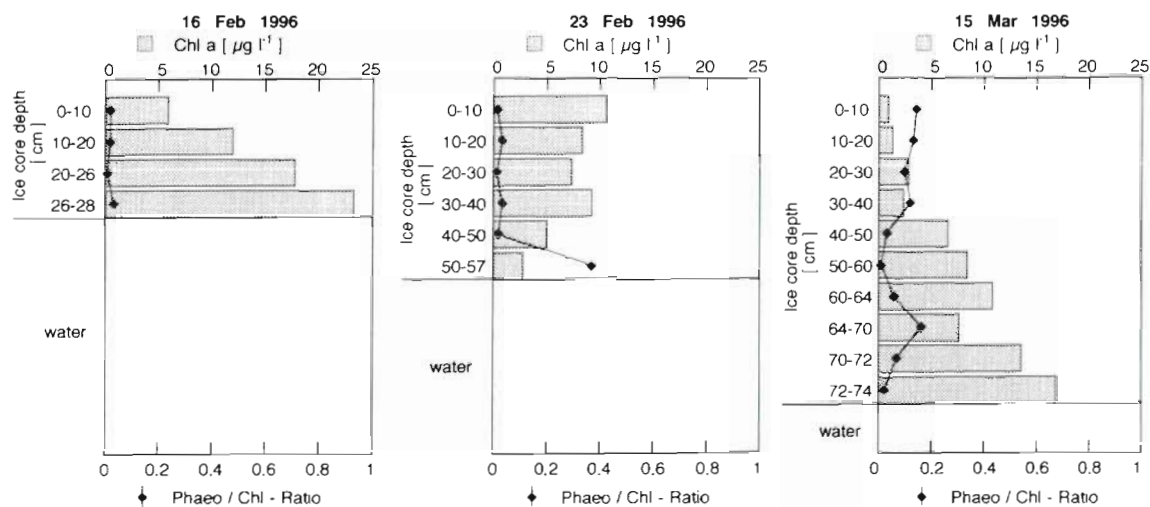 16 Feb 1996
Chl a [ µg l⁻¹ ]
0 5 10 15 20 25
Ice core depth
[ cm ]
0-10
10-20
20-26
26-28
water
0 0.2 0.4 0.6 0.8 1
Phaeo / Chl - Ratio
23 Feb 1996
Chl a [ µg l⁻¹ ]
0 5 10 15 20 25
Ice core depth
[ cm ]
0-10
10-20
20-30
30-40
40-50
50-57
water
0 0,2 0.4 0.6 0.8 1
Phaeo / Chl - Ratio
15 Mar 1996
Chl a [ µg l⁻¹ ]
0 5 10 15 20 25
Ice core depth
[ cm ]
0-10
10-20
20-30
30-40
40-50
50-60
60-64
64-70
70-72
72-74
water
0 0.2 0.4 0.6 0.8 1
Phaeo / Chl - Ratio